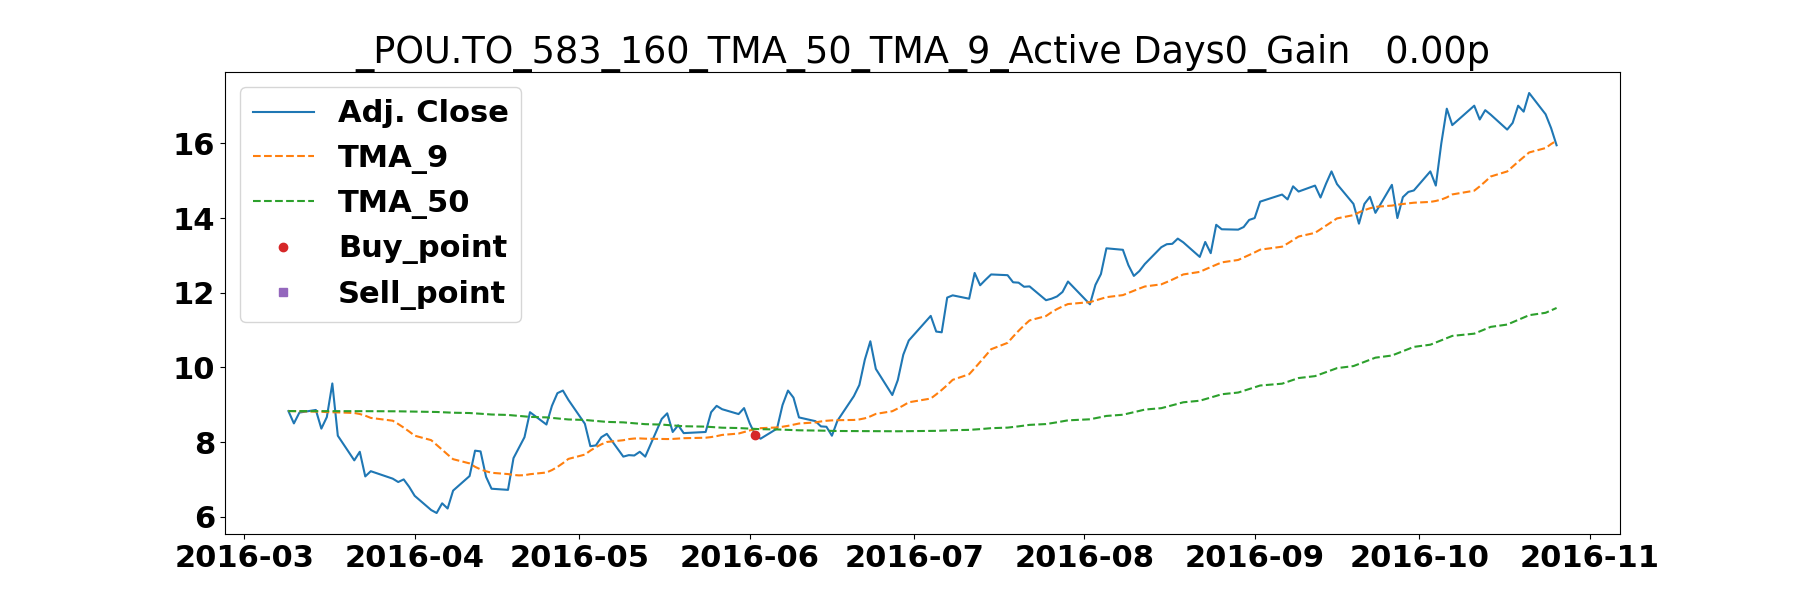 _POU.TO_583_160_TMA_50_TMA_9_Active Days0_Gain   0.00p
Adj. Close
TMA_9
TMA_50
Buy_point
Sell_point
16
14
12
10
8
6
2016-03 2016-04 2016-05 2016-06 2016-07 2016-08 2016-09 2016-10 2016-11